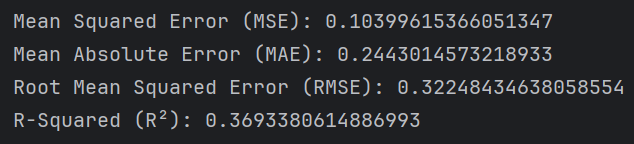 Mean Squared Error (MSE): 0.10399615366051347
Mean Absolute Error (MAE): 0.2443014573218933
Root Mean Squared Error (RMSE): 0.32248434638058554
R-Squared (R²): 0.3693380614886993